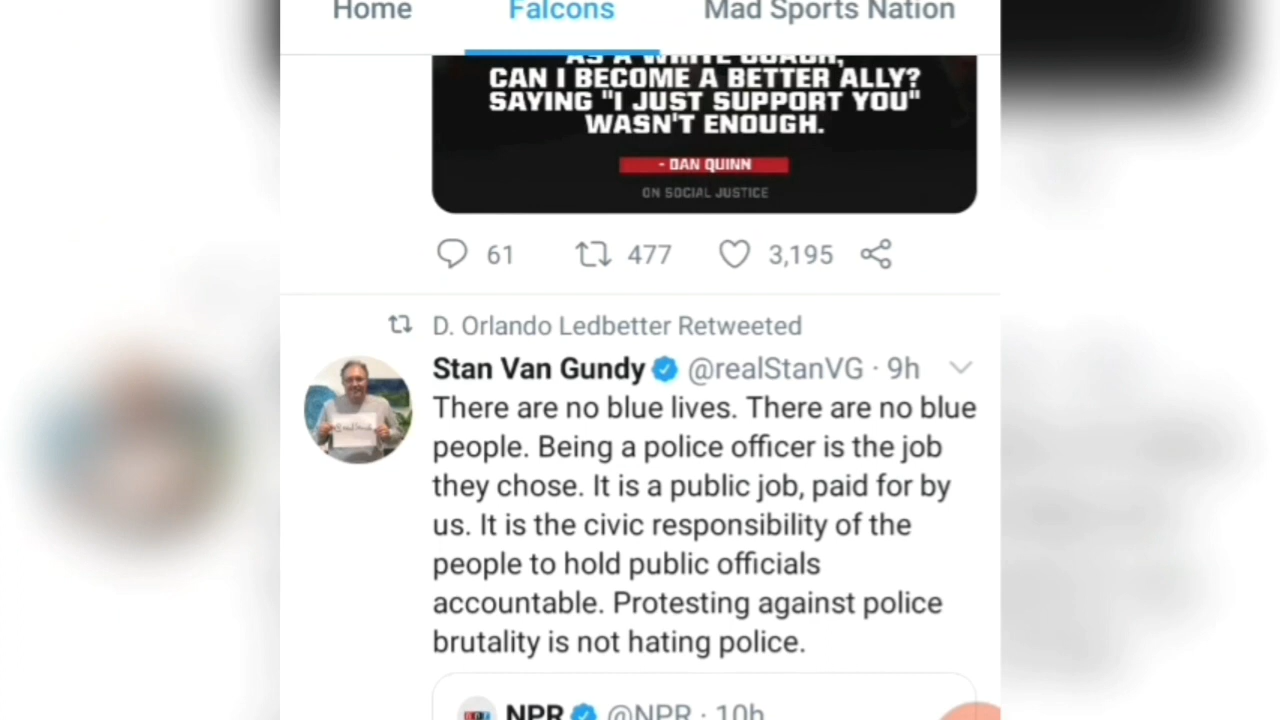 Home Falcons Mad Sports Nation
AS A WHITE COACH,
CAN I BECOME A BETTER ALLY?
SAYING "I JUST SUPPORT YOU"
WASN'T ENOUGH.
- DAN QUINN
ON SOCIAL JUSTICE
61 477 3,195
D. Orlando Ledbetter Retweeted
Stan Van Gundy @realStanVG · 9h
There are no blue lives. There are no blue
people. Being a police officer is the job
they chose. It is a public job, paid for by
us. It is the civic responsibility of the
people to hold public officials
accountable. Protesting against police
brutality is not hating police.
NPR @NPR · 10h